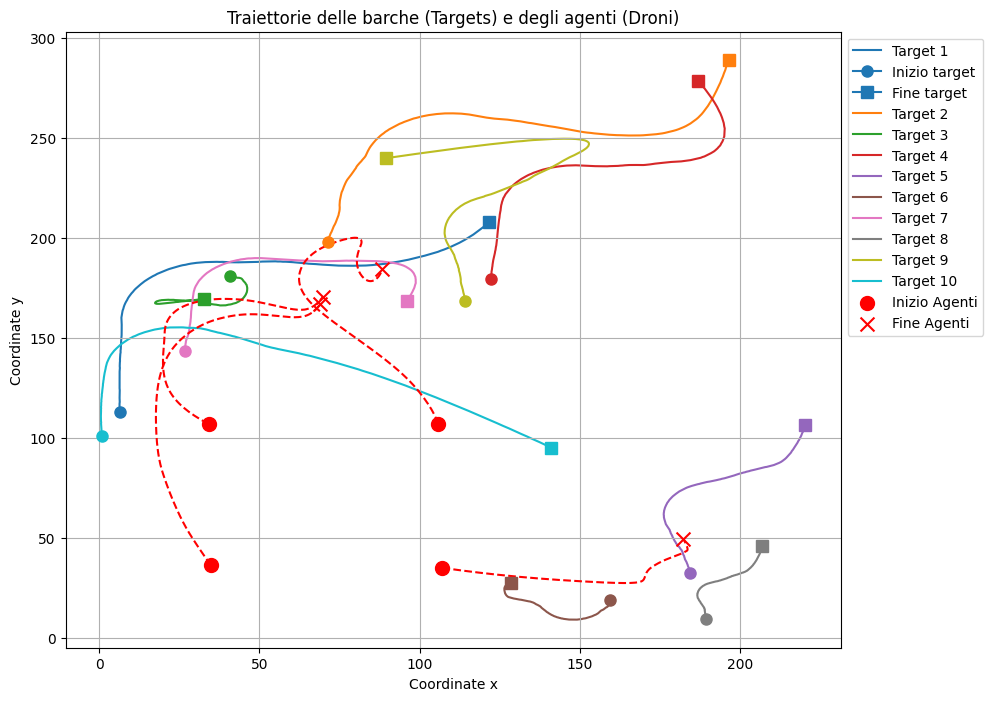 Traiettorie delle barche (Targets) e degli agenti (Droni)
300
250
200
150
100
50
0
Coordinate y
0
50
100
150
200
Coordinate x
Target 1
Inizio target
Fine target
Target 2
Target 3
Target 4
Target 5
Target 6
Target 7
Target 8
Target 9
Target 10
Inizio Agenti
Fine Agenti